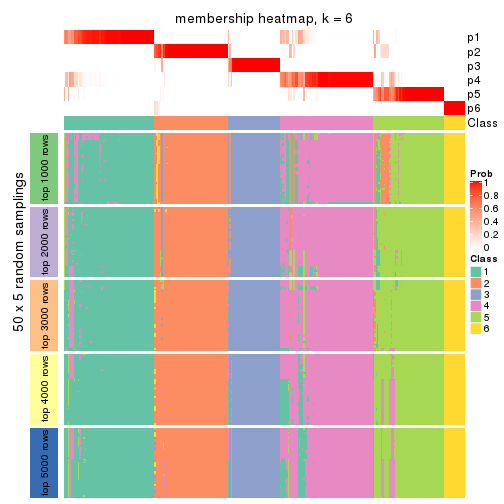 membership heatmap, k = 6
p1
p2
p3
p4
p5
p6
Class
50 x 5 random samplings
top 1000 rows
top 2000 rows
top 3000 rows
top 4000 rows
top 5000 rows
Prob
1
0.8
0.6
0.4
0.2
0
Class
1
2
3
4
5
6